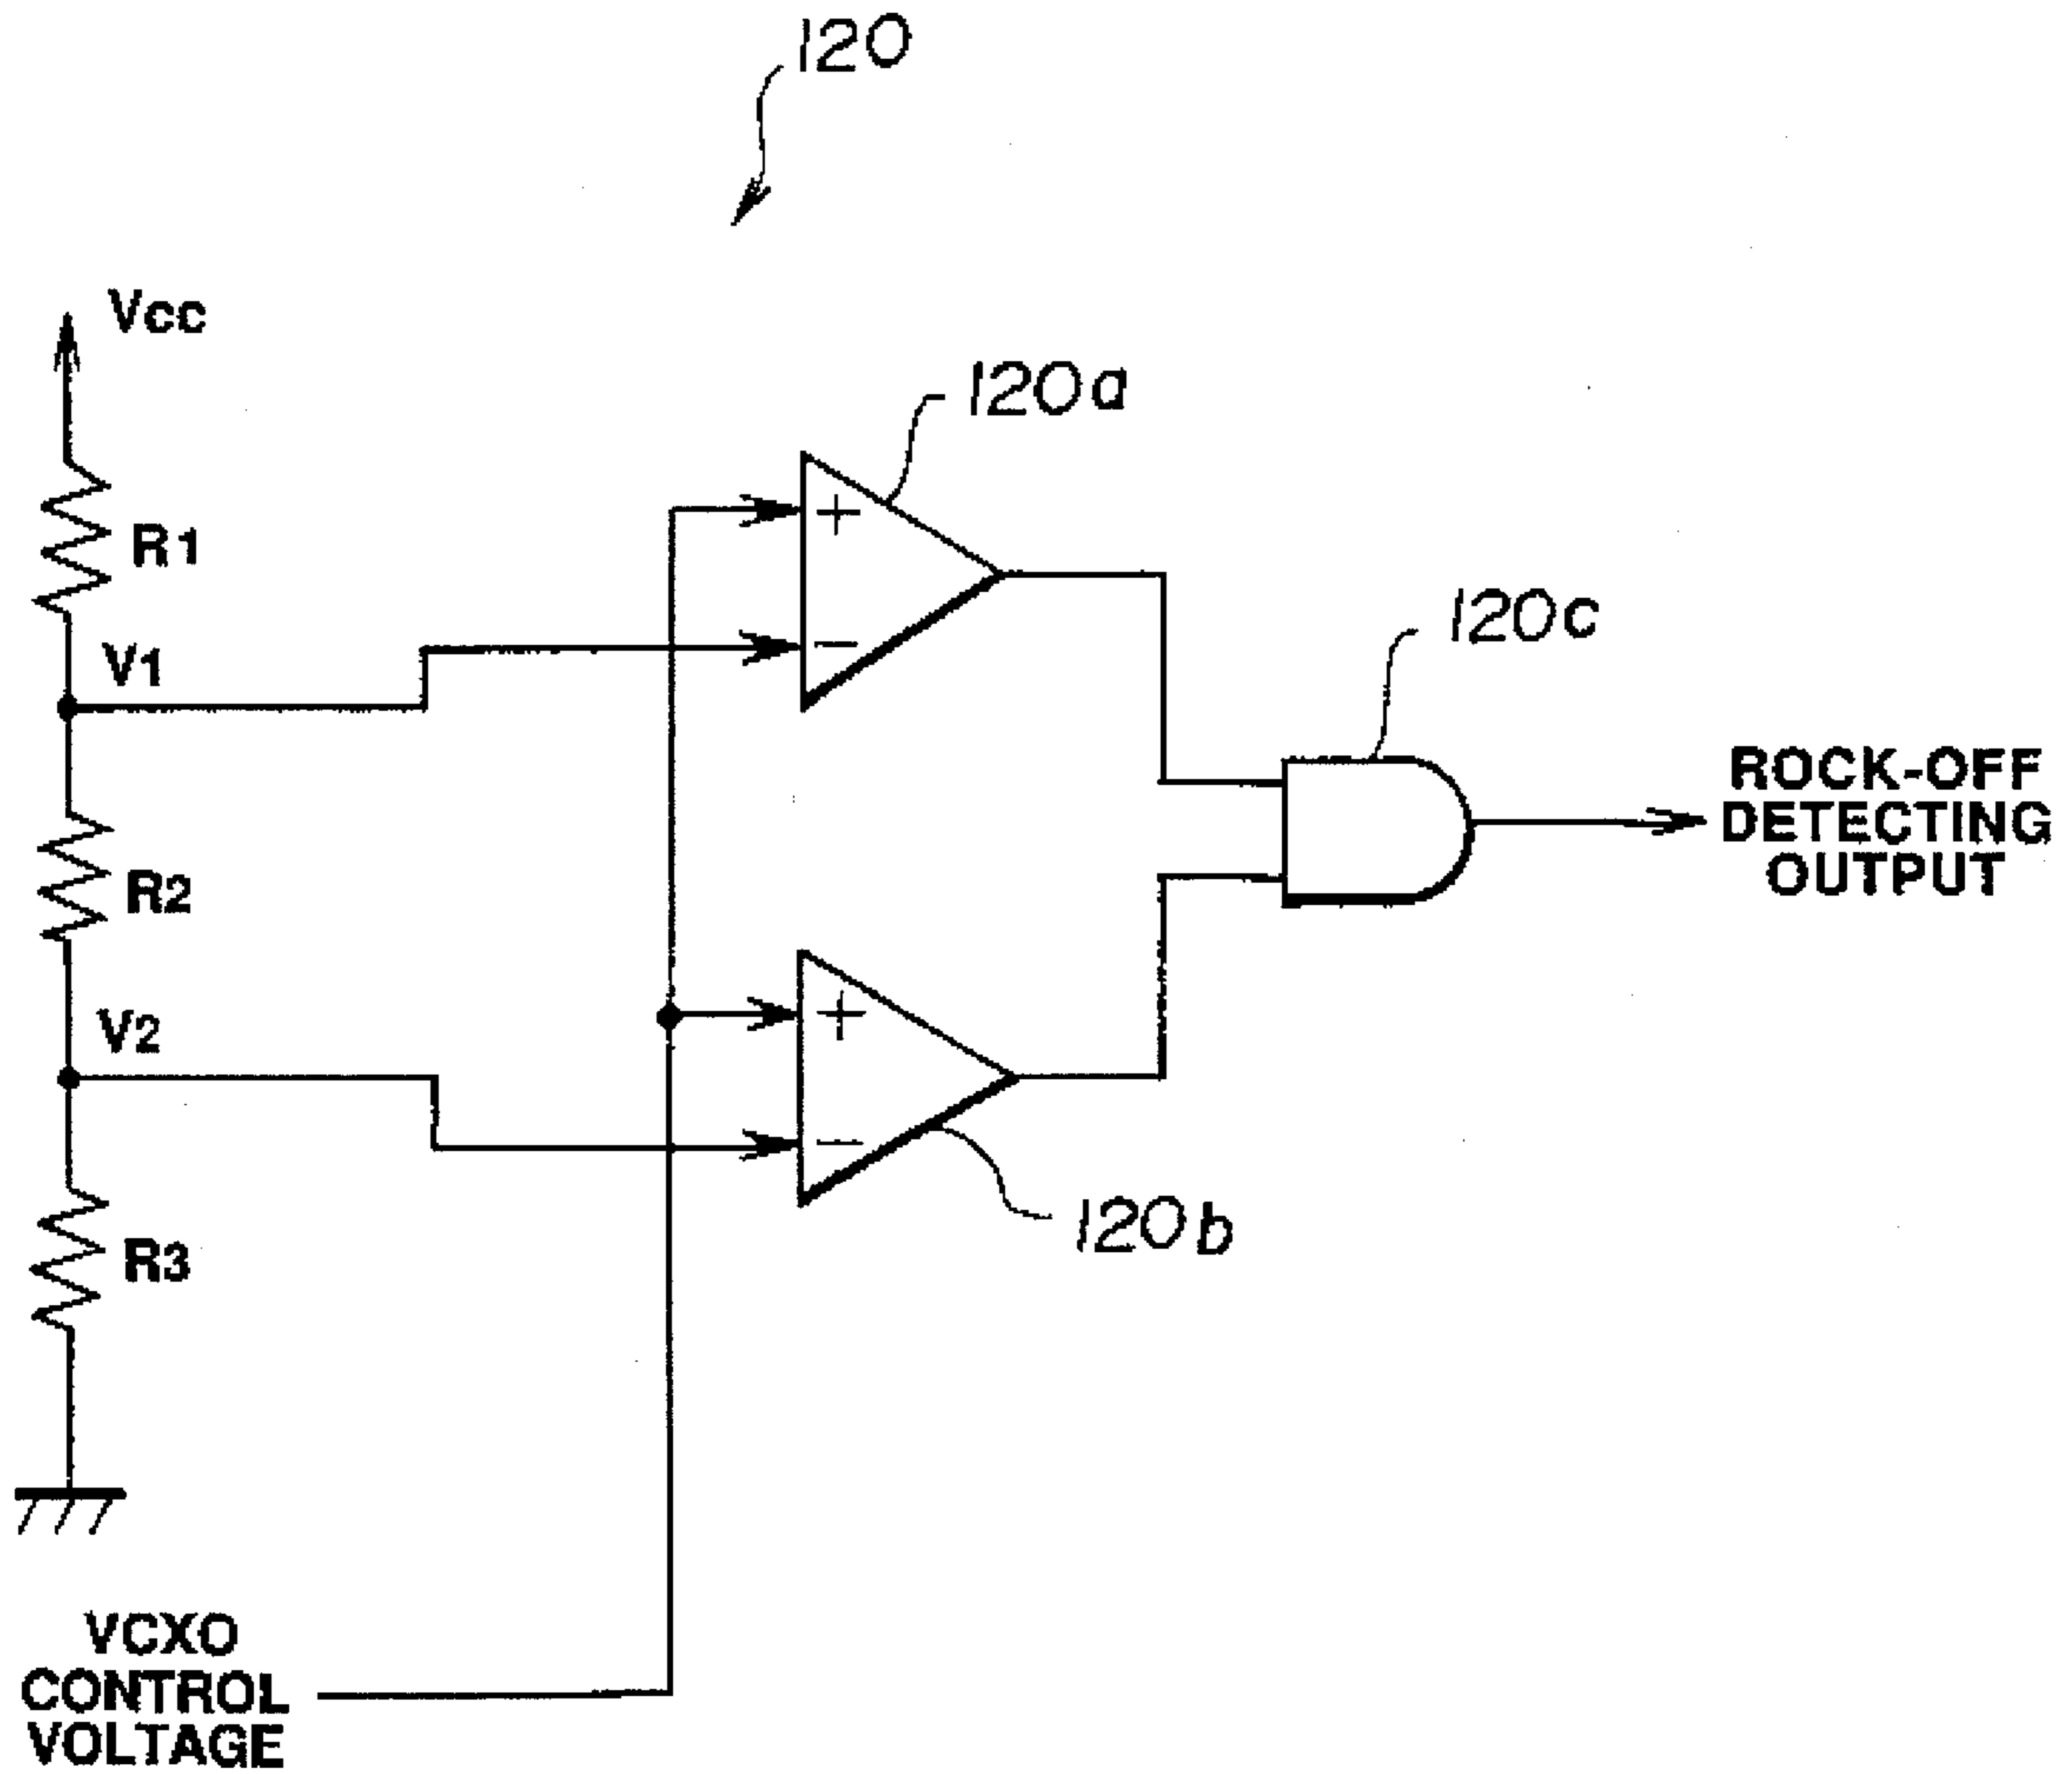 120
Vcc
120a
R1
120c
V1
ROCK-OFF
DETECTING
OUTPUT
R2
V2
120b
R3
VCXO
CONTROL
VOLTAGE
+
−
+
−